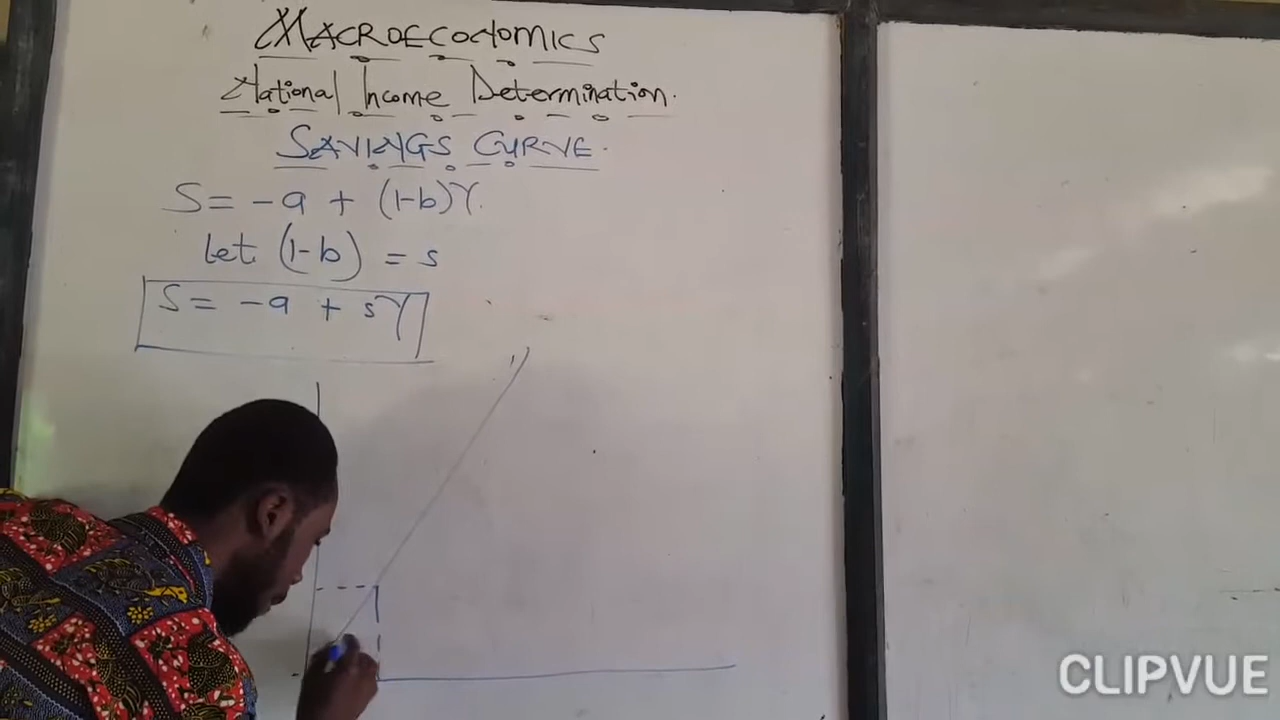 MACROECONOMICS
National Income Determination.
SAVINGS CURVE.
S = -a + (1-b)Y.
Let (1-b) = s
S = -a + sY
CLIPVUE